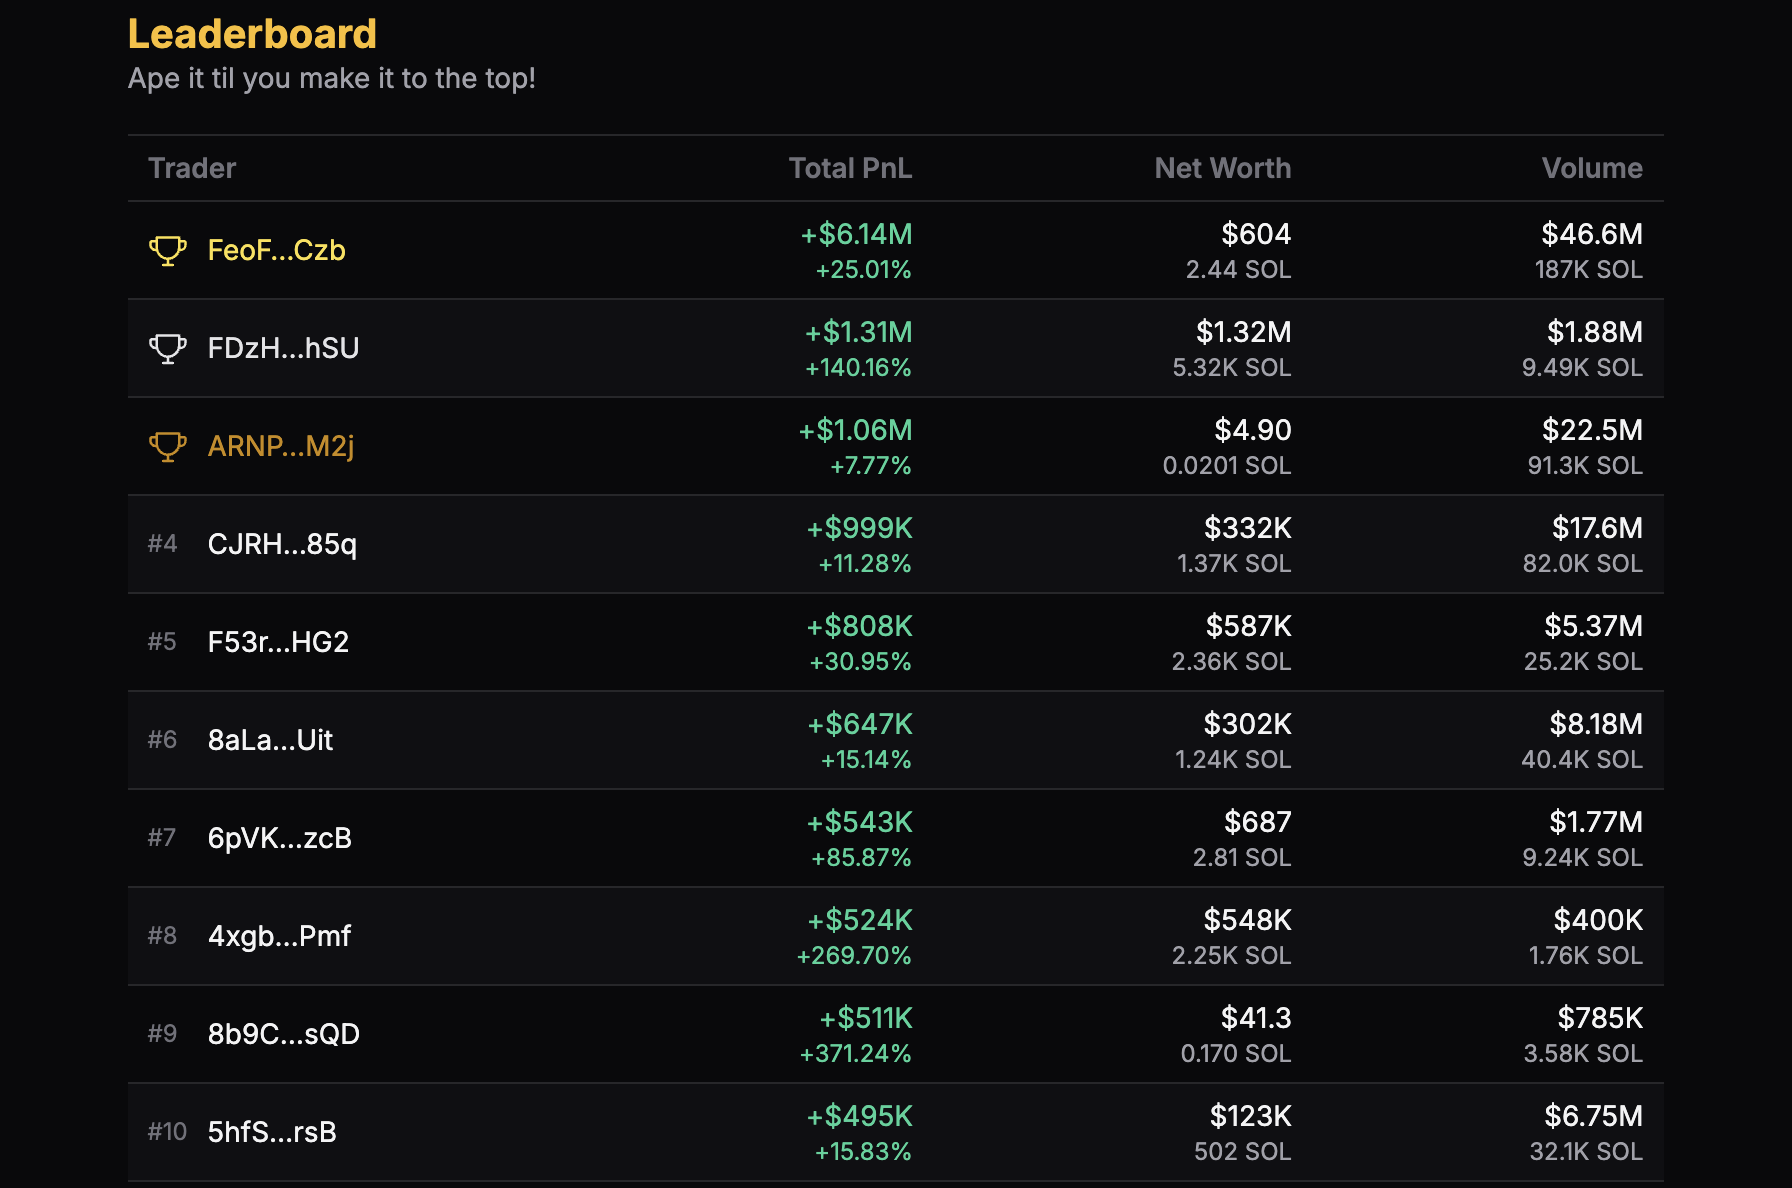 Leaderboard
Ape it til you make it to the top!
Trader Total PnL Net Worth Volume
FeoF...Czb +$6.14M $604 $46.6M
+25.01% 2.44 SOL 187K SOL
FDzH...hSU +$1.31M $1.32M $1.88M
+140.16% 5.32K SOL 9.49K SOL
ARNP...M2j +$1.06M $4.90 $22.5M
+7.77% 0.0201 SOL 91.3K SOL
#4 CJRH...85q +$999K $332K $17.6M
+11.28% 1.37K SOL 82.0K SOL
#5 F53r...HG2 +$808K $587K $5.37M
+30.95% 2.36K SOL 25.2K SOL
#6 8aLa...Uit +$647K $302K $8.18M
+15.14% 1.24K SOL 40.4K SOL
#7 6pVK...zcB +$543K $687 $1.77M
+85.87% 2.81 SOL 9.24K SOL
#8 4xgb...Pmf +$524K $548K $400K
+269.70% 2.25K SOL 1.76K SOL
#9 8b9C...sQD +$511K $41.3 $785K
+371.24% 0.170 SOL 3.58K SOL
#10 5hfS...rsB +$495K $123K $6.75M
+15.83% 502 SOL 32.1K SOL